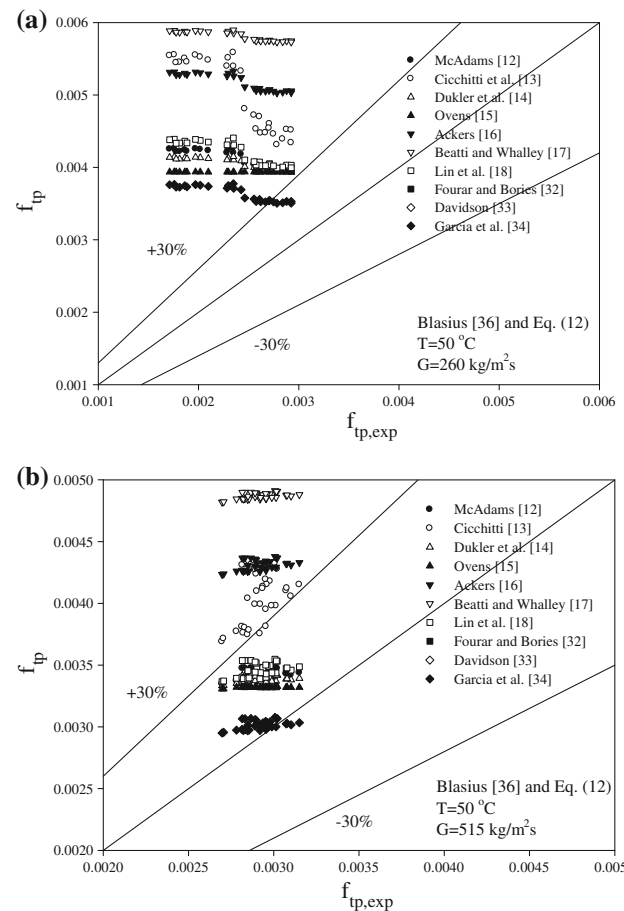 (a)
0.006
0.005
0.004
0.003
0.002
0.001
f tp
McAdams [12]
Cicchitti et al. [13]
Dukler et al. [14]
Ovens [15]
Ackers [16]
Beatti and Whalley [17]
Lin et al. [18]
Fourar and Bories [32]
Davidson [33]
Garcia et al. [34]
+30%
-30%
Blasius [36] and Eq. (12)
T=50 °C
G=260 kg/m²s
0.001 0.002 0.003 0.004 0.005 0.006
f tp,exp
(b)
0.0050
0.0045
0.0040
0.0035
0.0030
0.0025
0.0020
f tp
McAdams [12]
Cicchitti [13]
Dukler et al. [14]
Ovens [15]
Ackers [16]
Beatti and Whalley [17]
Lin et al. [18]
Fourar and Bories [32]
Davidson [33]
Garcia et al. [34]
+30%
-30%
Blasius [36] and Eq. (12)
T=50 °C
G=515 kg/m²s
0.0020 0.0025 0.0030 0.0035 0.0040 0.0045 0.005
f tp,exp